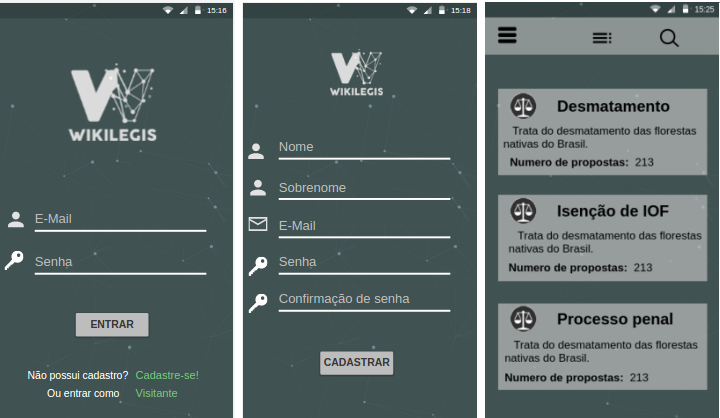 15:16
WIKILEGIS
E-Mail
Senha
ENTRAR
Não possui cadastro? Cadastre-se!
Ou entrar como Visitante
15:18
WIKILEGIS
Nome
Sobrenome
E-Mail
Senha
Confirmação de senha
CADASTRAR
15:25
Desmatamento
Trata do desmatamento das florestas
nativas do Brasil.
Numero de propostas: 213
Isenção de IOF
Trata do desmatamento das florestas
nativas do Brasil.
Numero de propostas: 213
Processo penal
Trata do desmatamento das florestas
nativas do Brasil.
Numero de propostas: 213